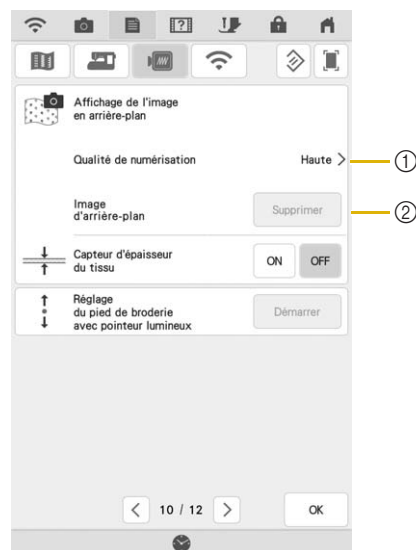 Affichage de l'image
en arrière-plan
Qualité de numérisation Haute >
①
Image
d'arrière-plan
Supprimer
②
Capteur d'épaisseur
du tissu
ON OFF
Réglage
du pied de broderie
avec pointeur lumineux
Démarrer
< 10 / 12 >
OK